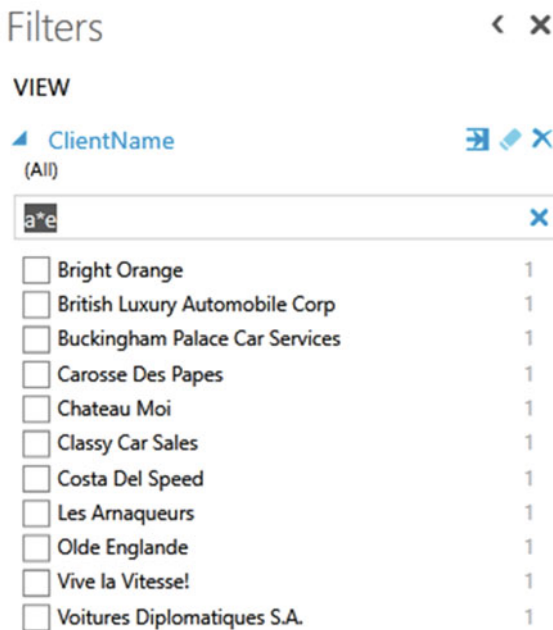 Filters
VIEW
ClientName
(All)
a*e
Bright Orange 1
British Luxury Automobile Corp 1
Buckingham Palace Car Services 1
Carosse Des Papes 1
Chateau Moi 1
Classy Car Sales 1
Costa Del Speed 1
Les Arnaqueurs 1
Olde Englande 1
Vive la Vitesse! 1
Voitures Diplomatiques S.A. 1